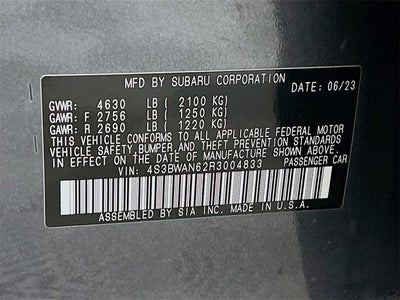 MFD BY SUBARU CORPORATION
DATE: 06/23
GVWR: 4630 LB ( 2100 KG)
GAWR: F 2756 LB ( 1250 KG)
GAWR: R 2690 LB ( 1220 KG)
THIS VEHICLE CONFORMS TO ALL APPLICABLE FEDERAL MOTOR
VEHICLE SAFETY, BUMPER, AND THEFT PREVENTION STANDARDS
IN EFFECT ON THE DATE OF MANUFACTURE SHOWN ABOVE.
VIN: 4S3BWAN62R3004833 PASSENGER CAR
ASSEMBLED BY SIA INC. MADE IN U.S.A.